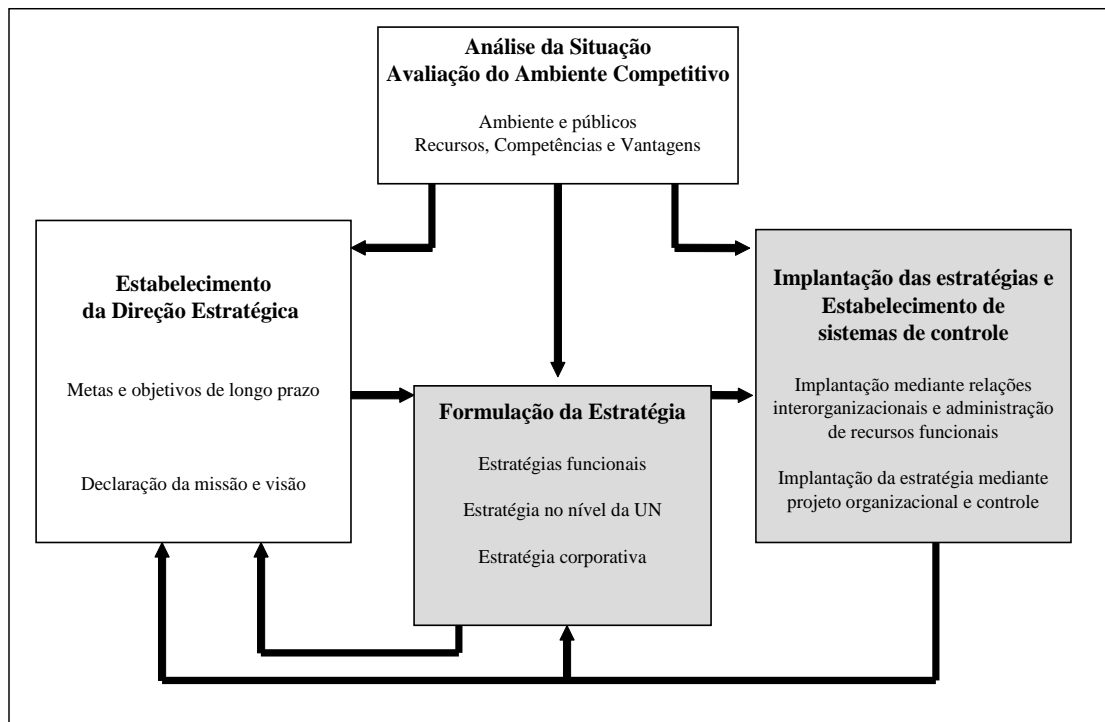 Análise da Situação
Avaliação do Ambiente Competitivo
Ambiente e públicos
Recursos, Competências e Vantagens
Estabelecimento
da Direção Estratégica
Metas e objetivos de longo prazo
Declaração da missão e visão
Formulação da Estratégia
Estratégias funcionais
Estratégia no nível da UN
Estratégia corporativa
Implantação das estratégias e
Estabelecimento de
sistemas de controle
Implantação mediante relações
interorganizacionais e administração
de recursos funcionais
Implantação da estratégia mediante
projeto organizacional e controle